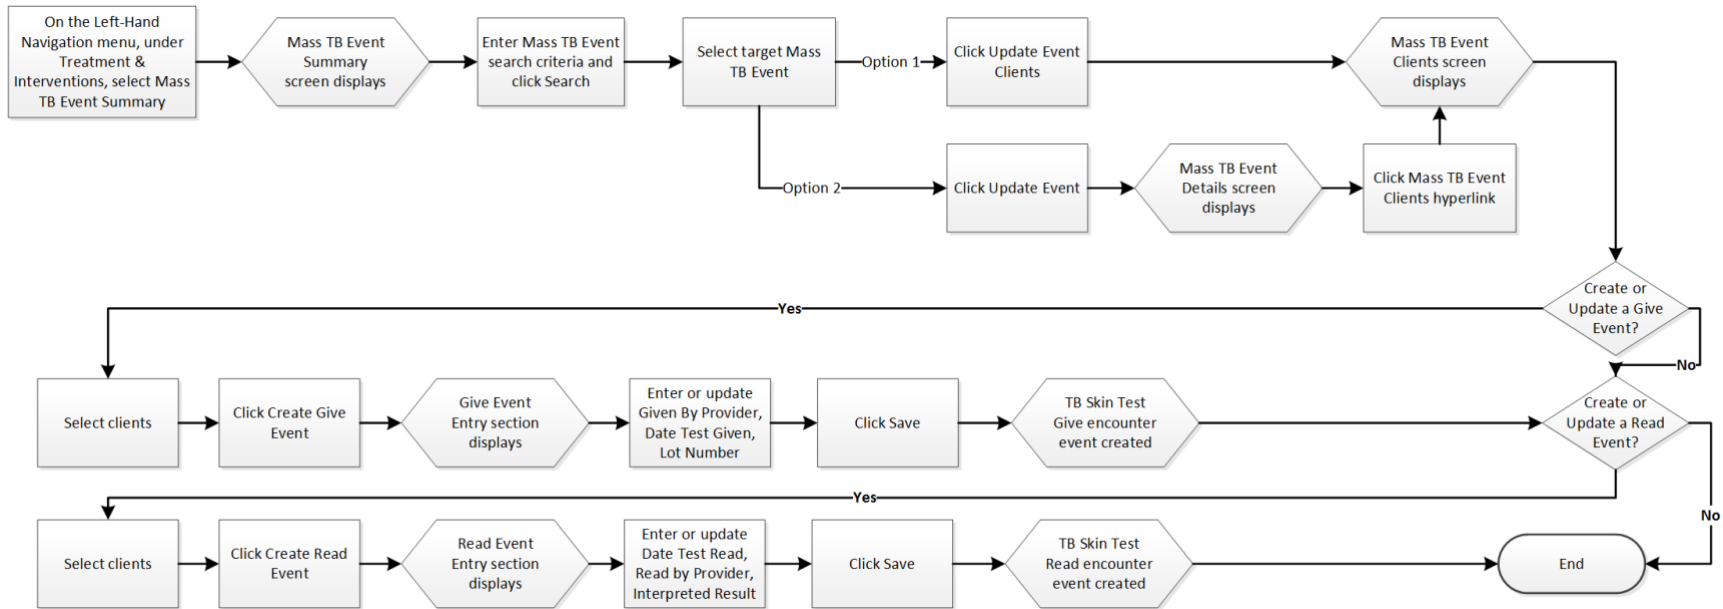 On the Left-Hand
Navigation menu, under
Treatment &
Interventions, select Mass
TB Event Summary
Mass TB Event
Summary
screen displays
Enter Mass TB Event
search criteria and
click Search
Select target Mass
TB Event
Option 1
Click Update Event
Clients
Mass TB Event
Clients screen
displays
Option 2
Click Update Event
Mass TB Event
Details screen
displays
Click Mass TB Event
Clients hyperlink
Create or
Update a Give
Event?
Yes
No
Select clients
Click Create Give
Event
Give Event
Entry section
displays
Enter or update
Given By Provider,
Date Test Given,
Lot Number
Click Save
TB Skin Test
Give encounter
event created
Create or
Update a Read
Event?
Yes
No
Select clients
Click Create Read
Event
Read Event
Entry section
displays
Enter or update
Date Test Read,
Read by Provider,
Interpreted Result
Click Save
TB Skin Test
Read encounter
event created
End